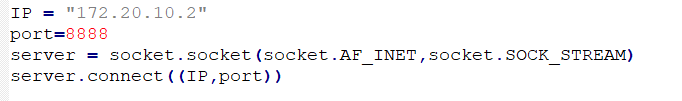 IP = "172.20.10.2"
port=8888
server = socket.socket(socket.AF_INET,socket.SOCK_STREAM)
server.connect((IP,port))